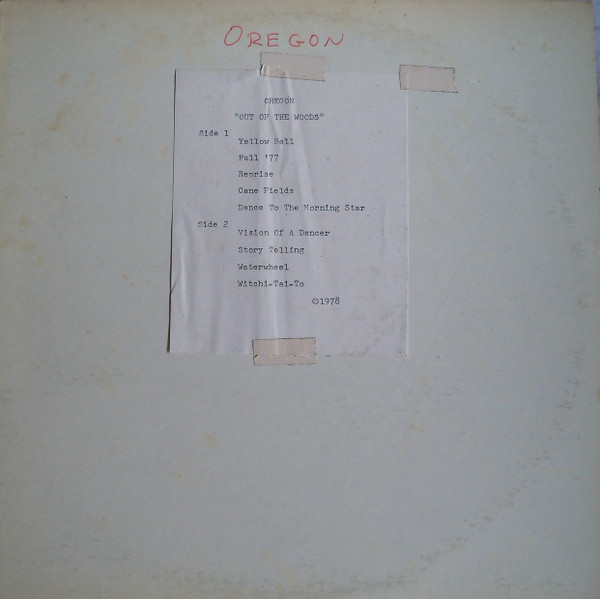 OREGON
OREGON
"OUT OF THE WOODS"
Side 1
Yellow Bell
Fall '77
Reprise
Cane Fields
Dance To The Morning Star
Side 2
Vision Of A Dancer
Story Telling
Waterwheel
Witchi-Tai-To
©1978